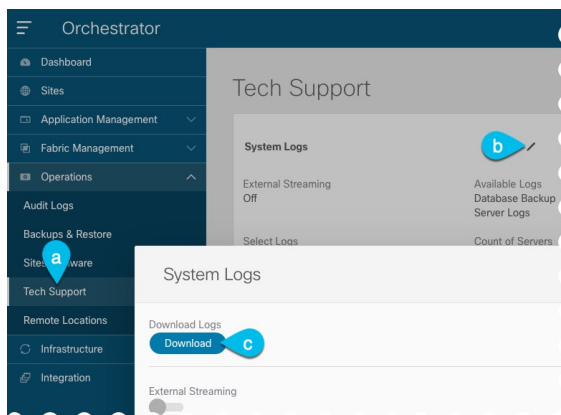 Orchestrator
Dashboard
Sites
Application Management
Fabric Management
Operations
Audit Logs
Backups & Restore
Sites ware
a
Tech Support
Remote Locations
Infrastructure
Integration
Tech Support
System Logs
b
External Streaming
Off
Available Logs
Database Backup
Server Logs
Select Logs
Count of Servers
System Logs
Download Logs
Download
c
External Streaming